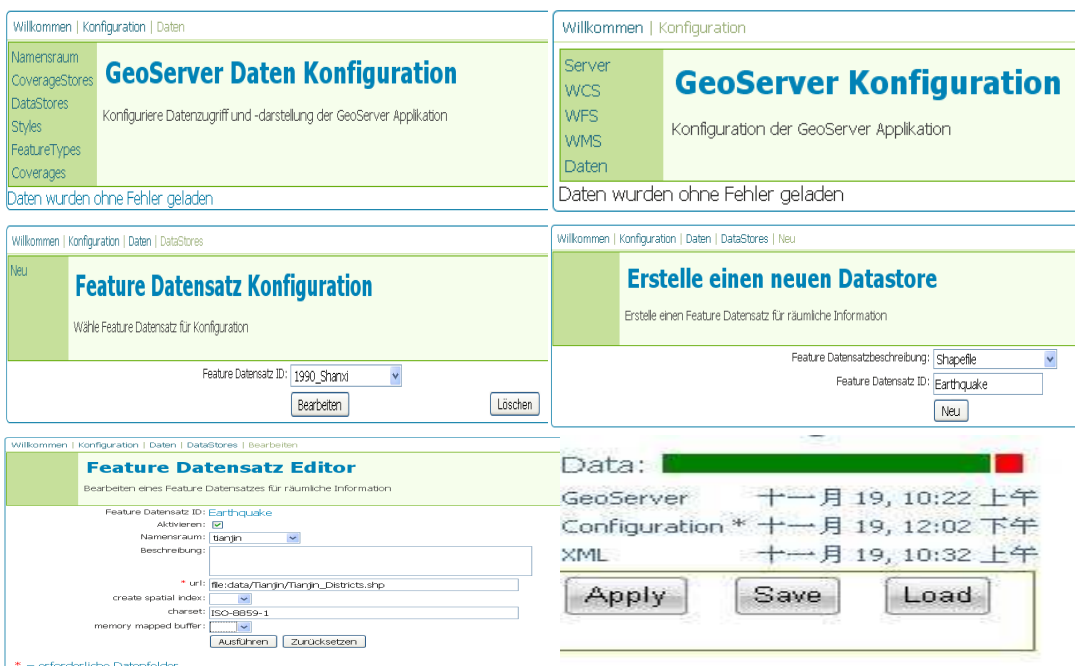 Willkommen | Konfiguration | Daten
Namensraum
CoverageStores
DataStores
Styles
FeatureTypes
Coverages
GeoServer Daten Konfiguration
Konfiguriere Datenzugriff und -darstellung der GeoServer Applikation
Daten wurden ohne Fehler geladen
Willkommen | Konfiguration
Server
WCS
WFS
WMS
Daten
GeoServer Konfiguration
Konfiguration der GeoServer Applikation
Daten wurden ohne Fehler geladen
Willkommen | Konfiguration | Daten | DataStores
Neu
Feature Datensatz Konfiguration
Wähle Feature Datensatz für Konfiguration
Feature Datensatz ID: 1990_Shanxi
Bearbeiten Löschen
Willkommen | Konfiguration | Daten | DataStores | Neu
Erstelle einen neuen Datastore
Erstelle einen Feature Datensatz für räumliche Information
Feature Datensatzbeschreibung: Shapefile
Feature Datensatz ID: Earthquake
Neu
Willkommen | Konfiguration | Daten | DataStores | Bearbeiten
Feature Datensatz Editor
Bearbeiten eines Feature Datensatzes für räumliche Information
Feature Datensatz ID: Earthquake
Aktivieren:
Namensraum: tianjin
Beschreibung:
* url: file:data/Tianjin/Tianjin_Districts.shp
create spatial index:
charset: ISO-8859-1
memory mapped buffer:
Ausführen Zurücksetzen
* = erforderliche Datenfelder
Data:
GeoServer 十一月 19, 10:22 上午
Configuration * 十一月 19, 12:02 下午
XML 十一月 19, 10:32 上午
Apply Save Load